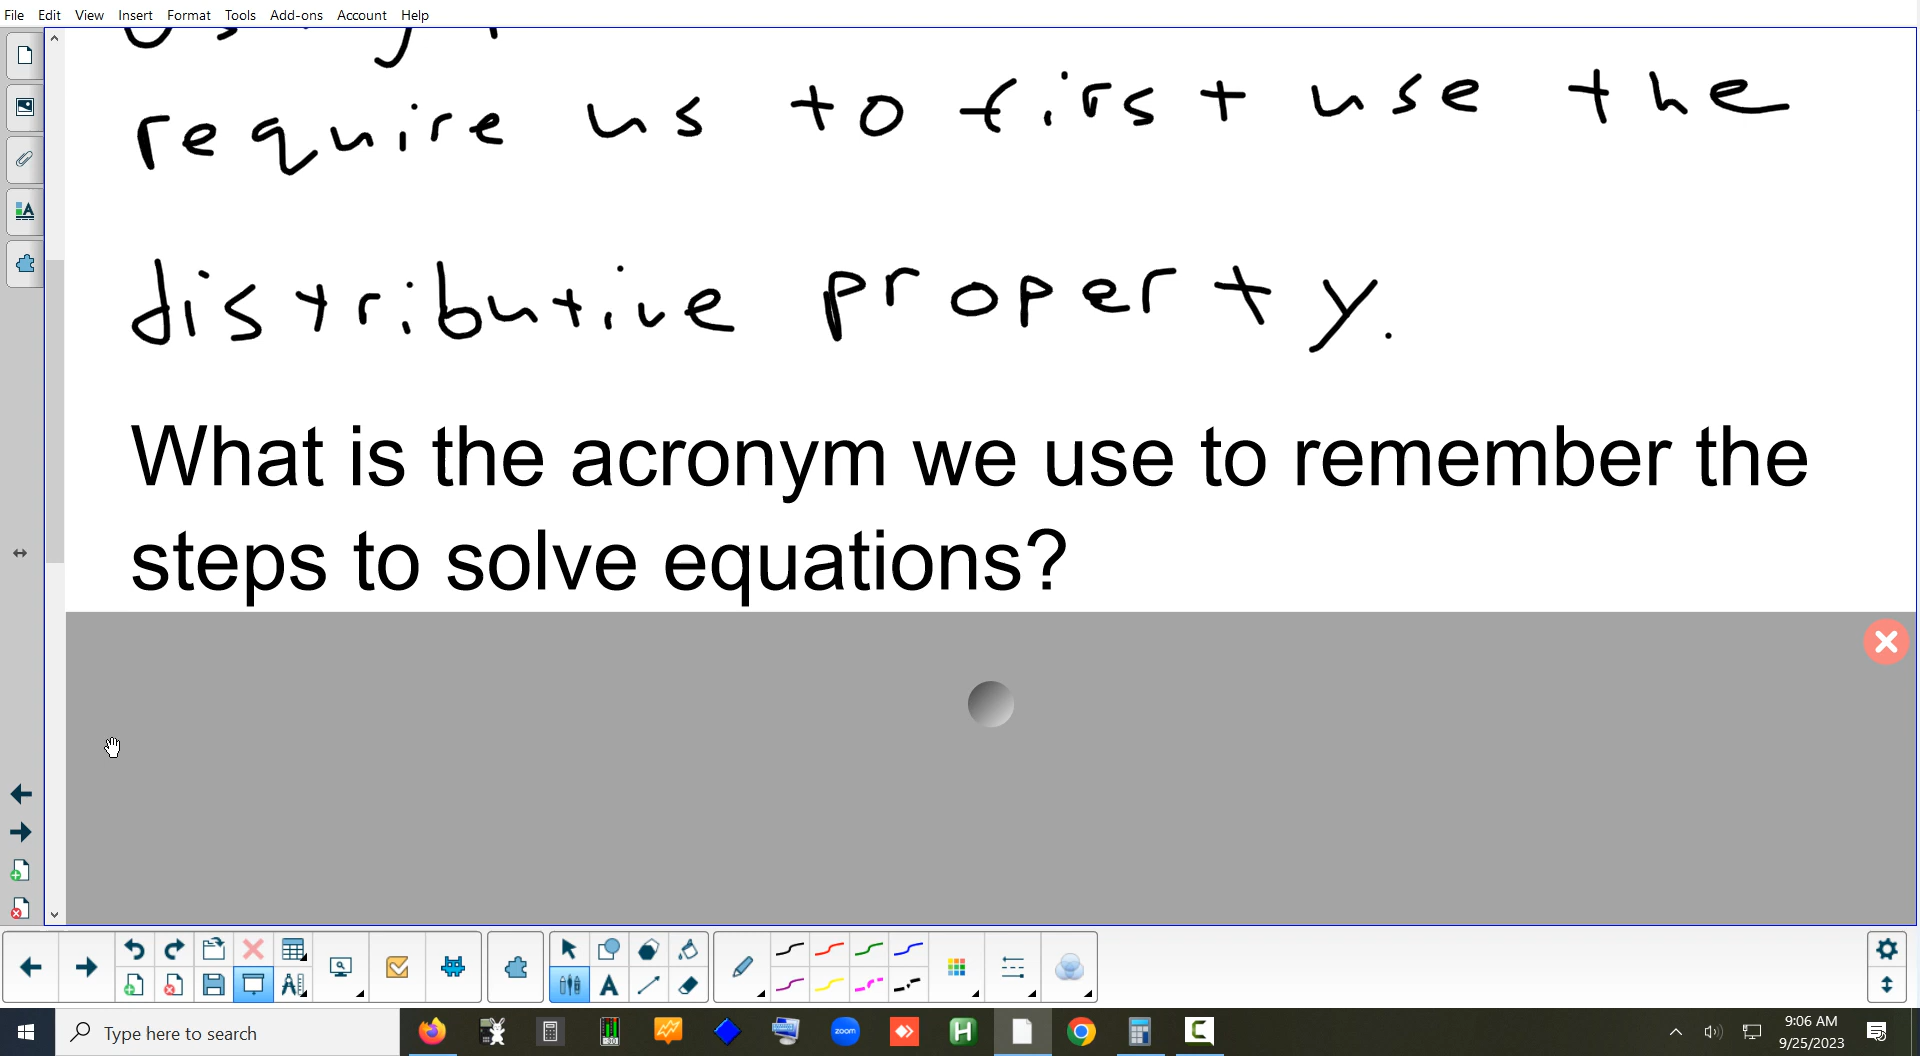 File Edit View Insert Format Tools Add-ons Account Help
require us to first use the
distributive property.
What is the acronym we use to remember the
steps to solve equations?
Type here to search
zoom
9:06 AM
9/25/2023